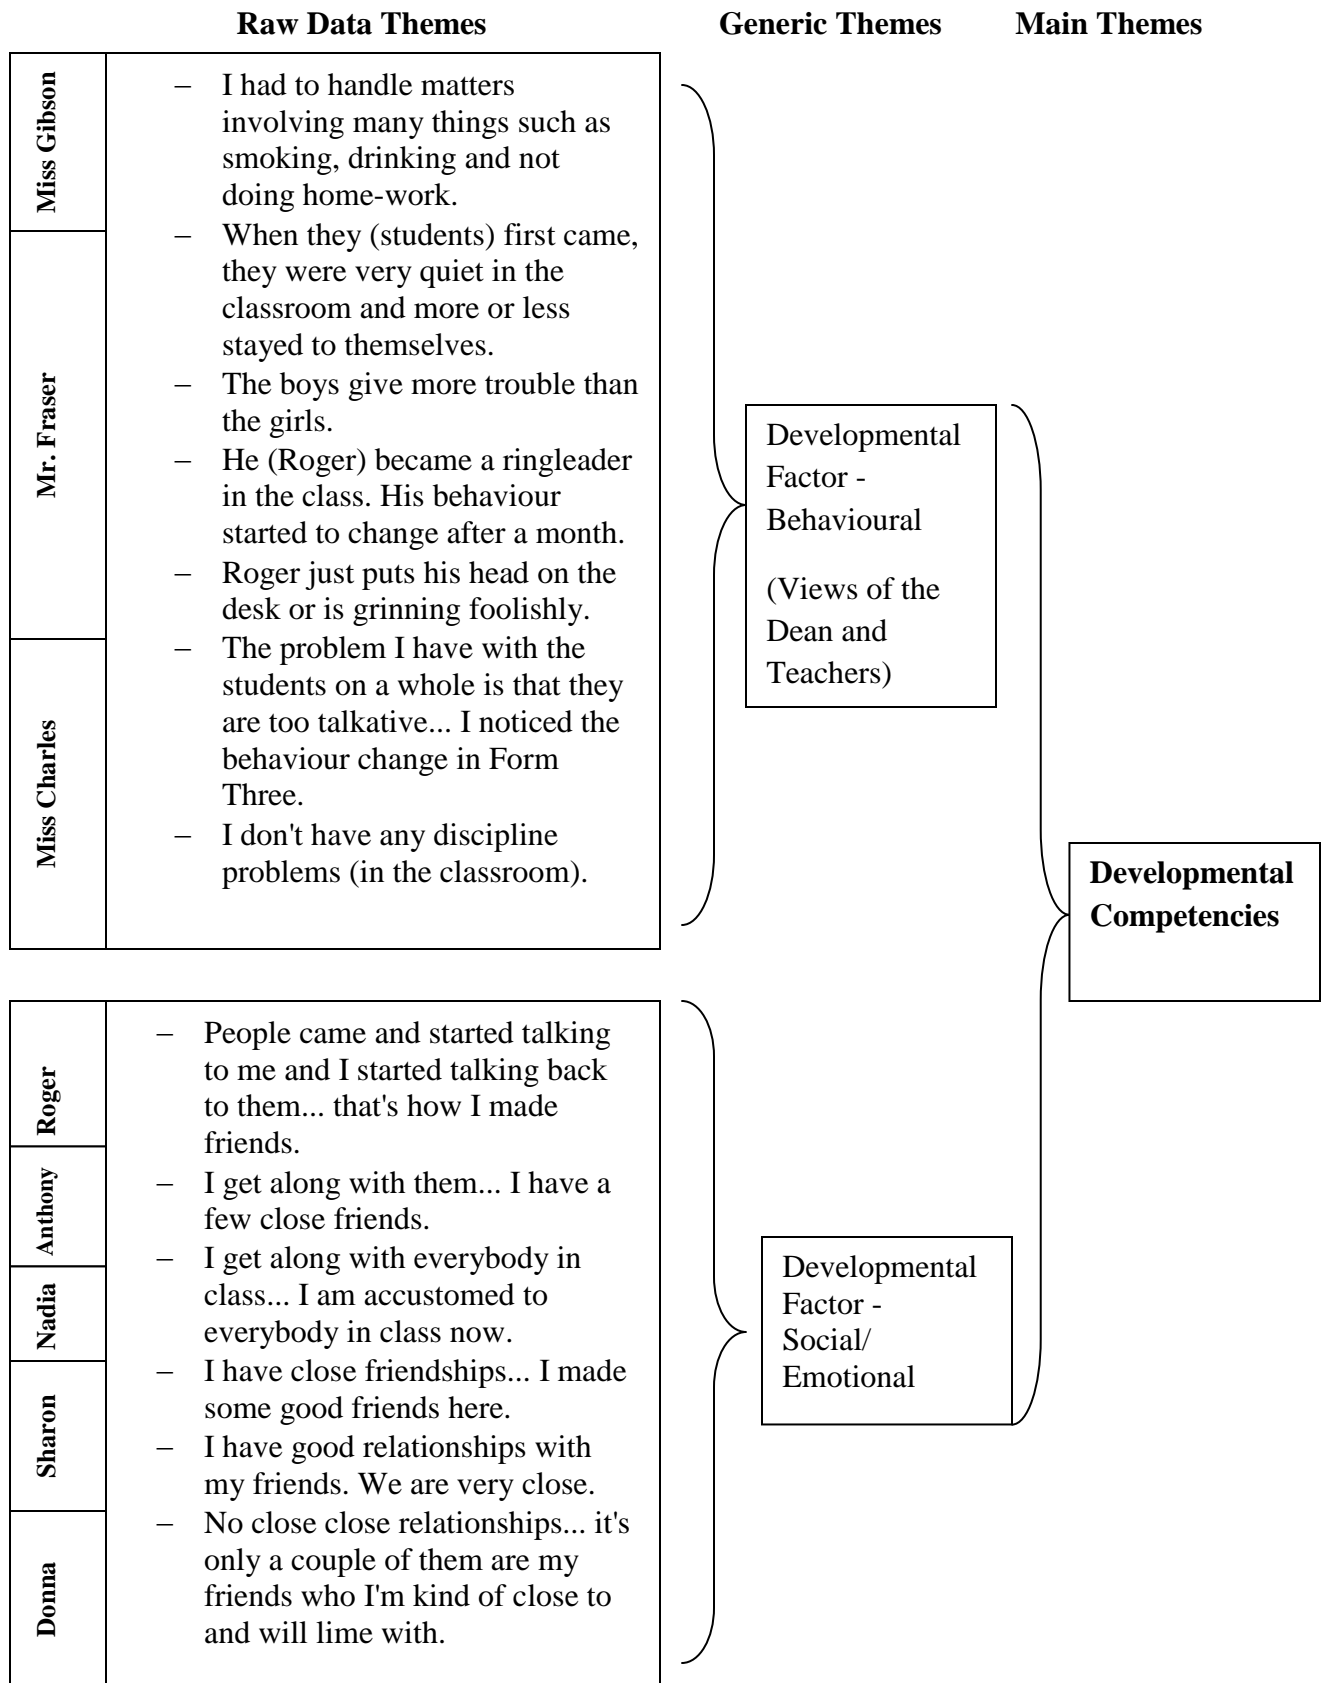 Raw Data Themes Generic Themes Main Themes
Miss Gibson
– I had to handle matters
involving many things such as
smoking, drinking and not
doing home-work.
Mr. Fraser
– When they (students) first came,
they were very quiet in the
classroom and more or less
stayed to themselves.
– The boys give more trouble than
the girls.
– He (Roger) became a ringleader
in the class. His behaviour
started to change after a month.
– Roger just puts his head on the
desk or is grinning foolishly.
Miss Charles
– The problem I have with the
students on a whole is that they
are too talkative... I noticed the
behaviour change in Form
Three.
– I don't have any discipline
problems (in the classroom).
Developmental
Factor -
Behavioural
(Views of the
Dean and
Teachers)
Developmental
Competencies
Roger
– People came and started talking
to me and I started talking back
to them... that's how I made
friends.
Anthony
– I get along with them... I have a
few close friends.
Nadia
– I get along with everybody in
class... I am accustomed to
everybody in class now.
Sharon
– I have close friendships... I made
some good friends here.
– I have good relationships with
my friends. We are very close.
Donna
– No close close relationships... it's
only a couple of them are my
friends who I'm kind of close to
and will lime with.
Developmental
Factor -
Social/
Emotional